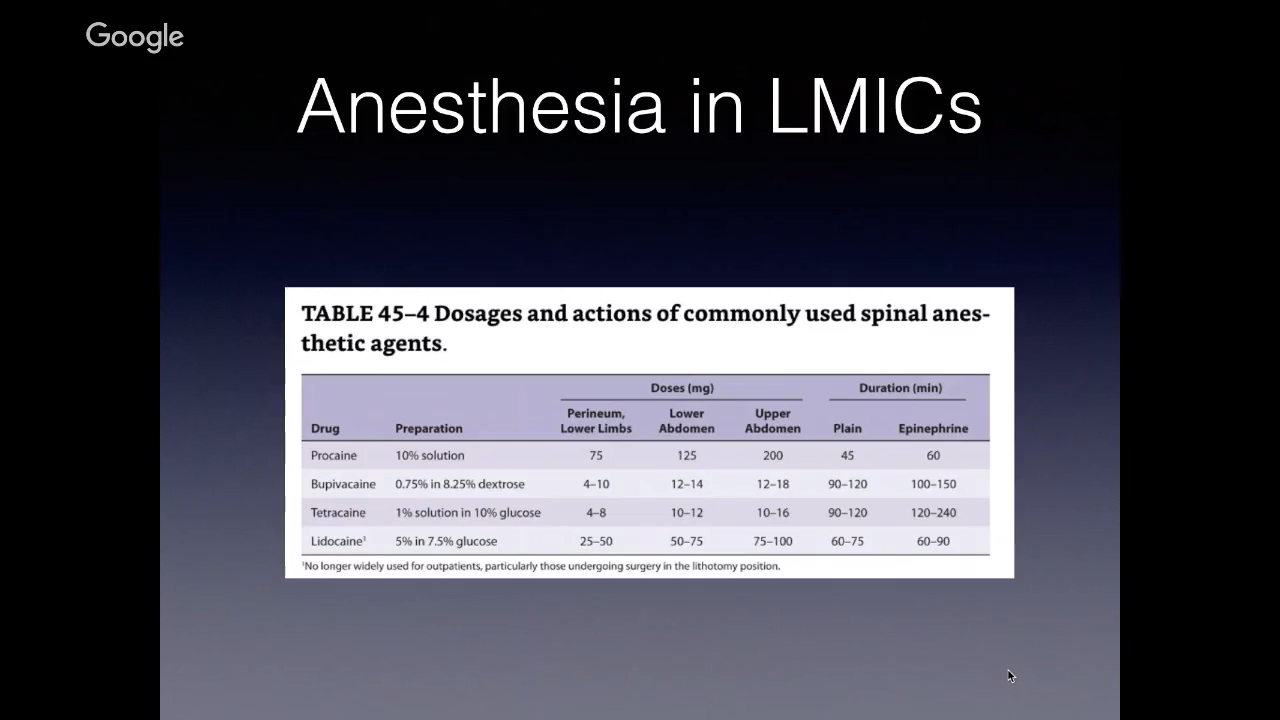 Google
Anesthesia in LMICs
TABLE 45–4 Dosages and actions of commonly used spinal anes-
thetic agents.
Doses (mg) Duration (min)
Perineum, Lower Upper
Drug Preparation Lower Limbs Abdomen Abdomen Plain Epinephrine
Procaine 10% solution 75 125 200 45 60
Bupivacaine 0.75% in 8.25% dextrose 4–10 12–14 12–18 90–120 100–150
Tetracaine 1% solution in 10% glucose 4–8 10–12 10–16 90–120 120–240
Lidocaine¹ 5% in 7.5% glucose 25–50 50–75 75–100 60–75 60–90
¹No longer widely used for outpatients, particularly those undergoing surgery in the lithotomy position.